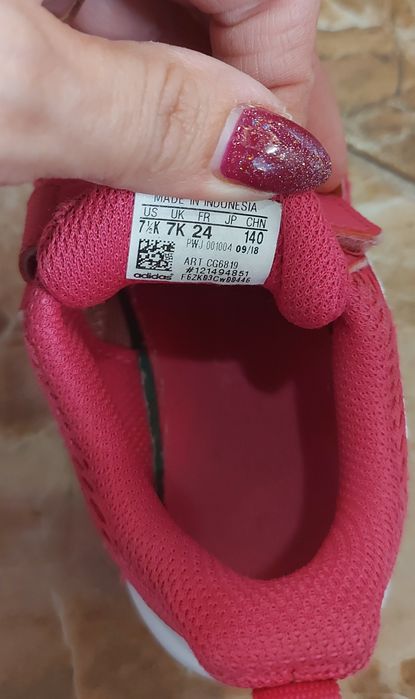 MADE IN INDONESIA
US UK FR JP CHN
7½K 7K 24 140
PWJ 001004 09/18
ART CG6819
#121494851
adidas F6ZKD3CwDD446